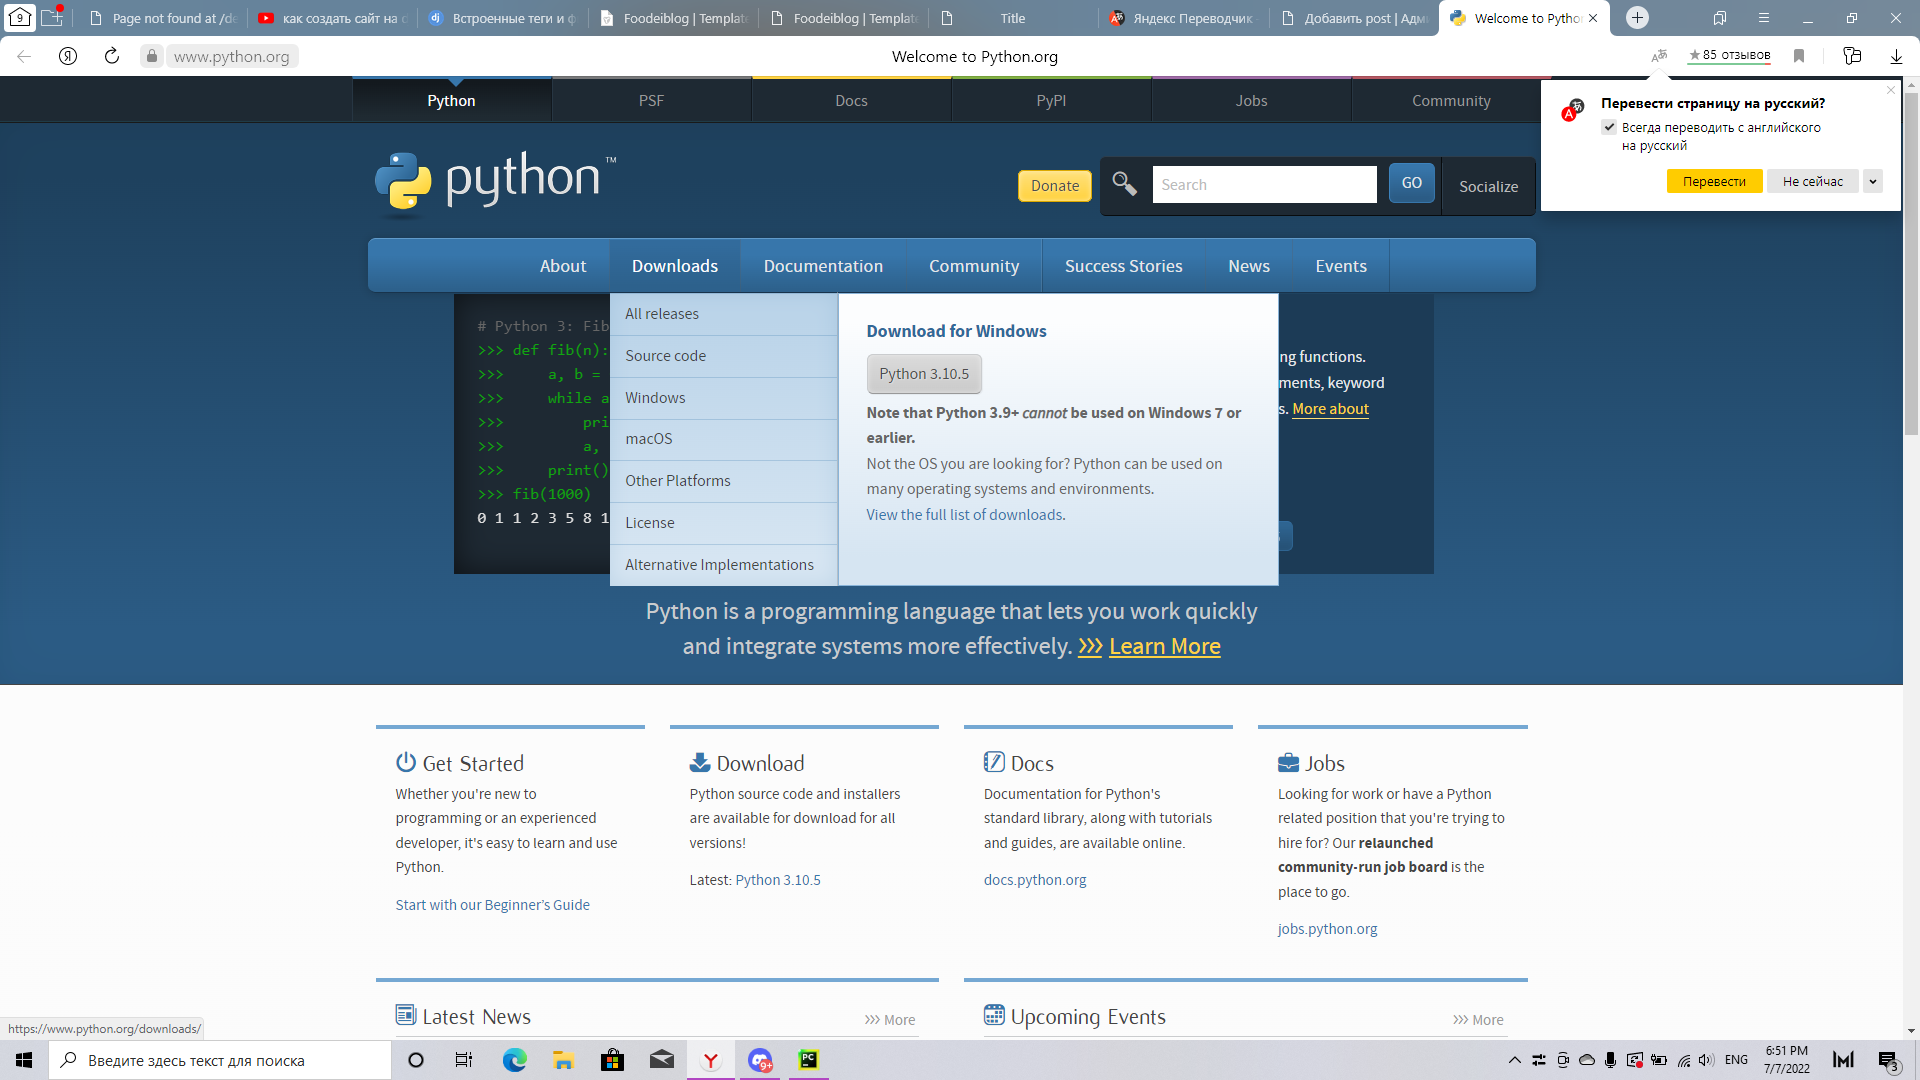 9
Page not found at /de
как создать сайт на d
Встроенные теги и ф
Foodeiblog | Template
Foodeiblog | Template
Title
Яндекс Переводчик
Добавить post | Адми
Welcome to Python
www.python.org
Welcome to Python.org
85 отзывов
Python
PSF
Docs
PyPI
Jobs
Community
Перевести страницу на русский?
Всегда переводить с английского
на русский
Перевести
Не сейчас
python™
Donate
Search
GO
Socialize
About
Downloads
Documentation
Community
Success Stories
News
Events
# Python 3: Fib
>>> def fib(n):
>>> a, b =
>>> while a
>>> pri
>>> a,
>>> print()
>>> fib(1000)
0 1 1 2 3 5 8 1
All releases
Source code
Windows
macOS
Other Platforms
License
Alternative Implementations
Download for Windows
Python 3.10.5
Note that Python 3.9+ cannot be used on Windows 7 or
earlier.
Not the OS you are looking for? Python can be used on
many operating systems and environments.
View the full list of downloads.
ng functions.
ments, keyword
s. More about
Python is a programming language that lets you work quickly
and integrate systems more effectively. >>> Learn More
Get Started
Whether you're new to
programming or an experienced
developer, it's easy to learn and use
Python.
Start with our Beginner’s Guide
Download
Python source code and installers
are available for download for all
versions!
Latest: Python 3.10.5
Docs
Documentation for Python's
standard library, along with tutorials
and guides, are available online.
docs.python.org
Jobs
Looking for work or have a Python
related position that you're trying to
hire for? Our relaunched
community-run job board is the
place to go.
jobs.python.org
Latest News
>>> More
Upcoming Events
>>> More
https://www.python.org/downloads/
Введите здесь текст для поиска
9+
PC
ENG
6:51 PM
7/7/2022
3